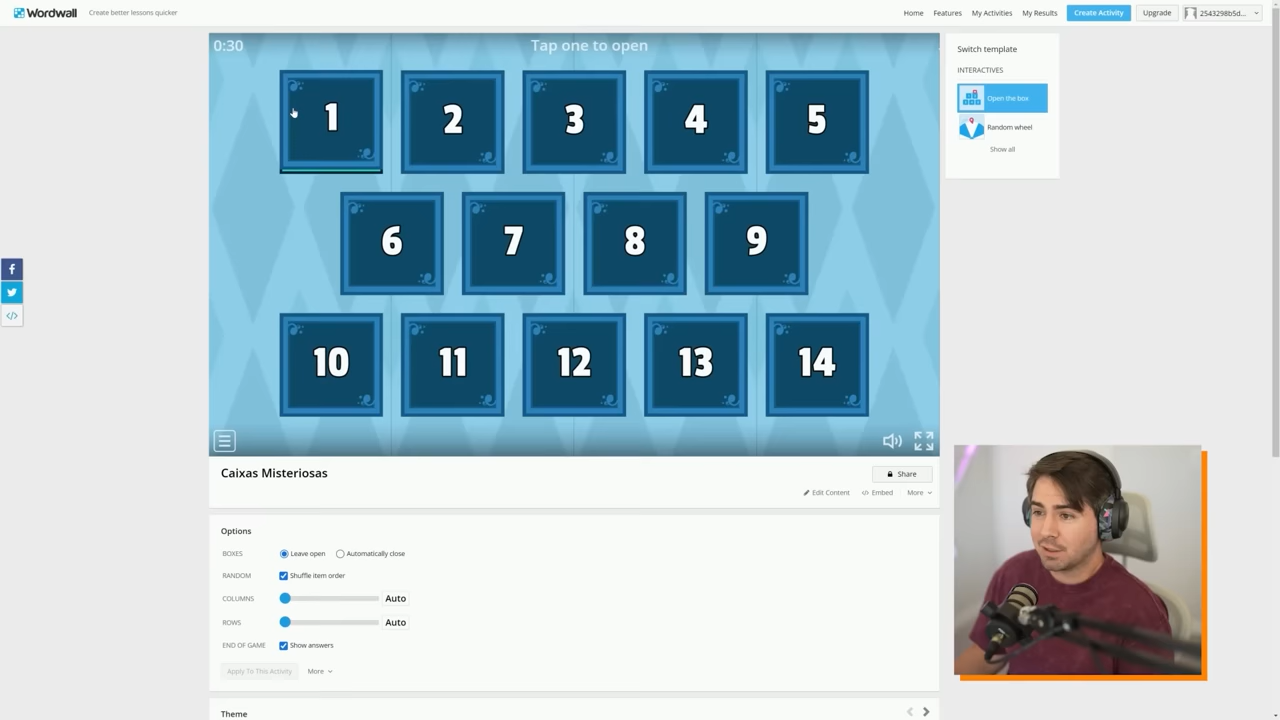 Wordwall
Create better lessons quicker
Home
Features
My Activities
My Results
Create Activity
Upgrade
2543298b5d...
0:30
Tap one to open
1
2
3
4
5
6
7
8
9
10
11
12
13
14
Switch template
INTERACTIVES
Open the box
Random wheel
Show all
Caixas Misteriosas
Share
Edit Content
</> Embed
More
Options
BOXES
Leave open
Automatically close
RANDOM
Shuffle item order
COLUMNS
Auto
ROWS
Auto
END OF GAME
Show answers
Apply To This Activity
More
Theme